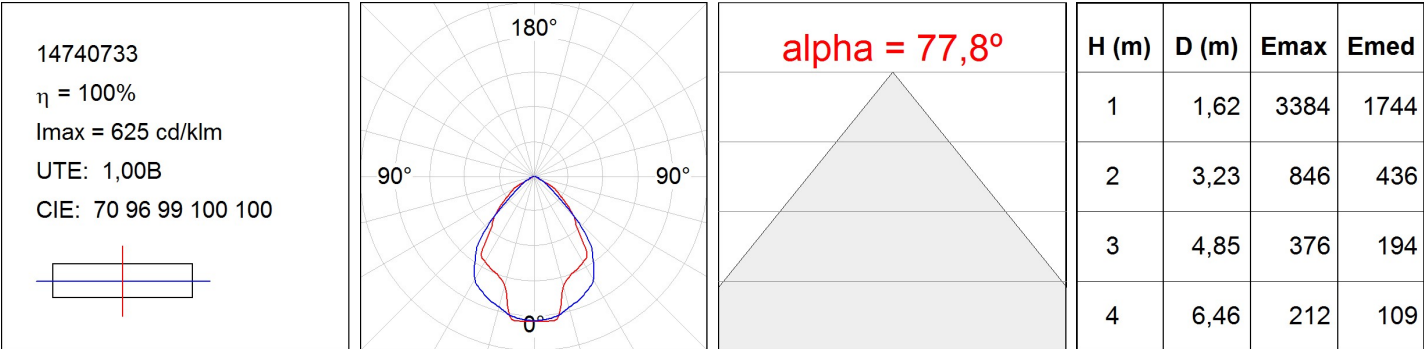 14740733
η = 100%
Imax = 625 cd/klm
UTE: 1,00B
CIE: 70 96 99 100 100
180°
90° 90°
0°
alpha = 77,8º
H (m) D (m) Emax Emed
1 1,62 3384 1744
2 3,23 846 436
3 4,85 376 194
4 6,46 212 109